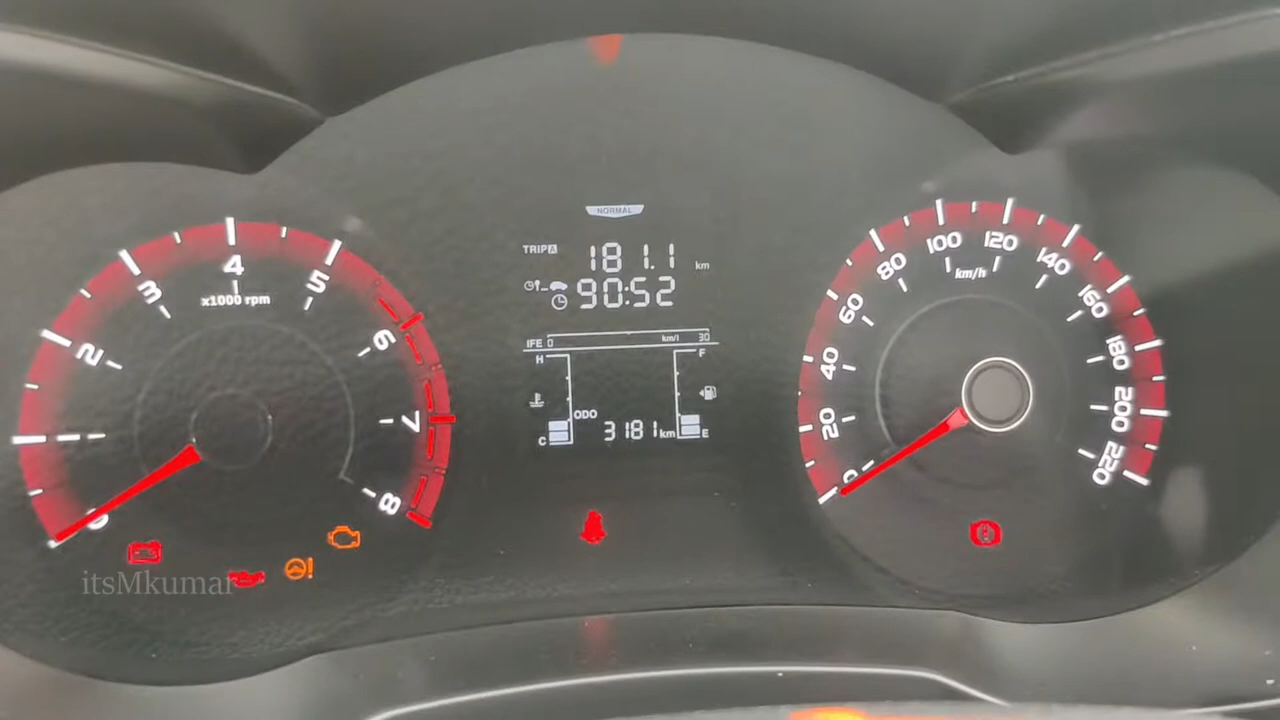 NORMAL
TRIP A 181.1 km
90:52
IFE 0 km/l 30
H F
ODO
C 3181 km E
0
2
3
4
5
6
7
8
x1000 rpm
0
20
40
60
80
100
120
140
160
180
200
220
km/h
itsMkumar